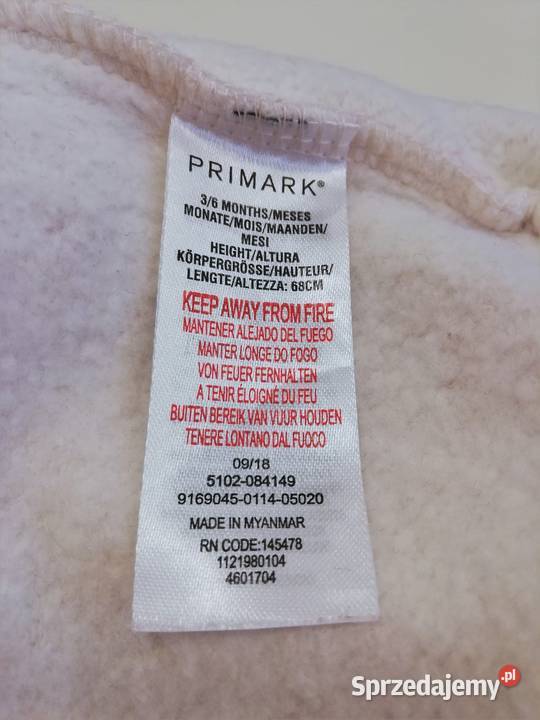 PRIMARK®
3/6 MONTHS/MESES
MONATE/MOIS/MAANDEN/
MESI
HEIGHT/ALTURA
KÖRPERGRÖSSE/HAUTEUR/
LENGTE/ALTEZZA: 68CM
KEEP AWAY FROM FIRE
MANTENER ALEJADO DEL FUEGO
MANTER LONGE DO FOGO
VON FEUER FERNHALTEN
A TENIR ÉLOIGNÉ DU FEU
BUITEN BEREIK VAN VUUR HOUDEN
TENERE LONTANO DAL FUOCO
09/18
5102-084149
9169045-0114-05020
MADE IN MYANMAR
RN CODE:145478
1121980104
4601704
Sprzedajemy.pl